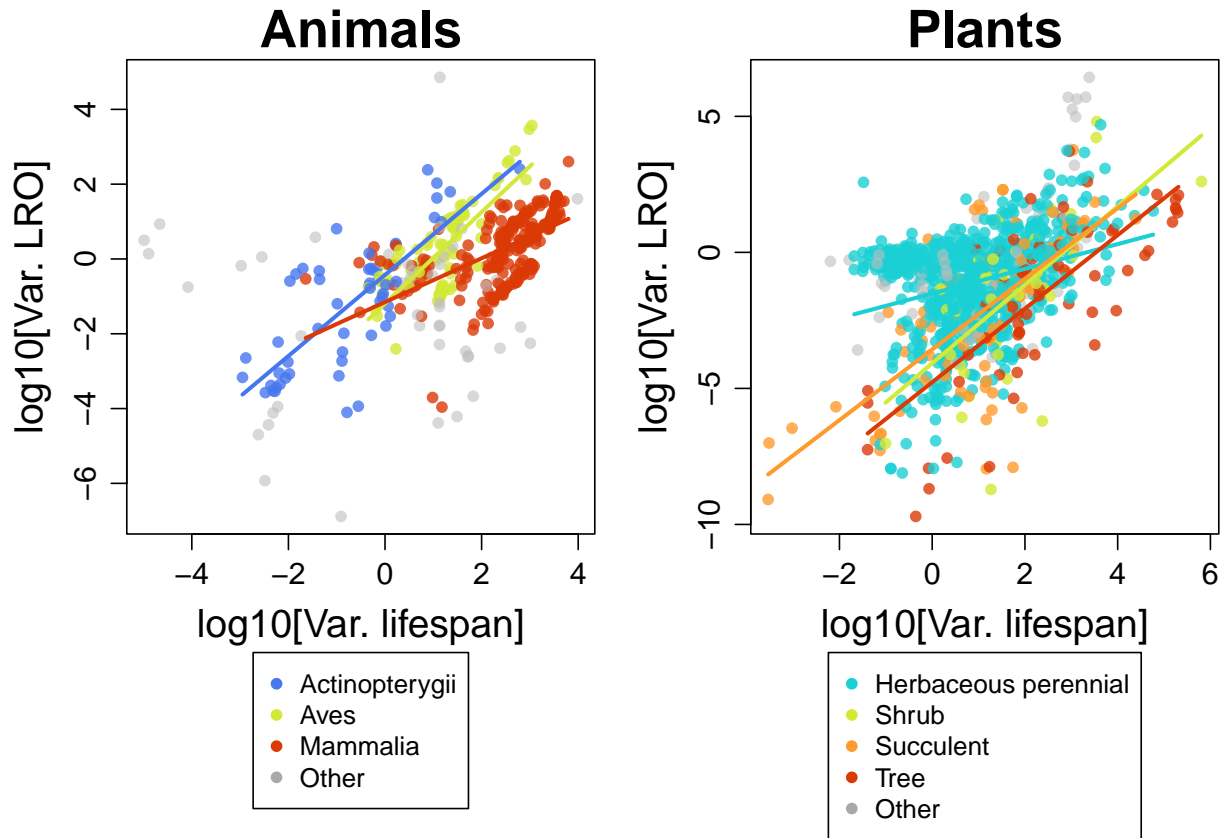 Animals
log10[Var. LRO]
4
2
0
−2
−4
−6
−4
−2
0
2
4
log10[Var. lifespan]
Actinopterygii
Aves
Mammalia
Other
Plants
log10[Var. LRO]
5
0
−5
−10
−2
0
2
4
6
log10[Var. lifespan]
Herbaceous perennial
Shrub
Succulent
Tree
Other